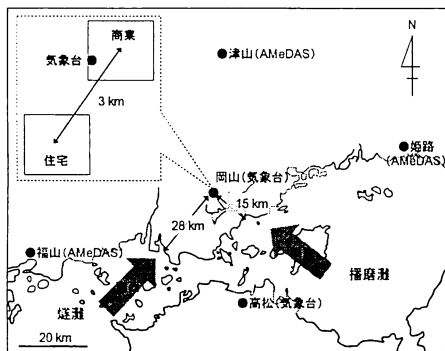 商業
気象台
3 km
住宅
津山(AMeDAS)
N
姫路
(AMeDAS)
岡山(気象台)
15 km
28 km
福山(AMeDAS)
播磨灘
燧灘
高松(気象台)
20 km